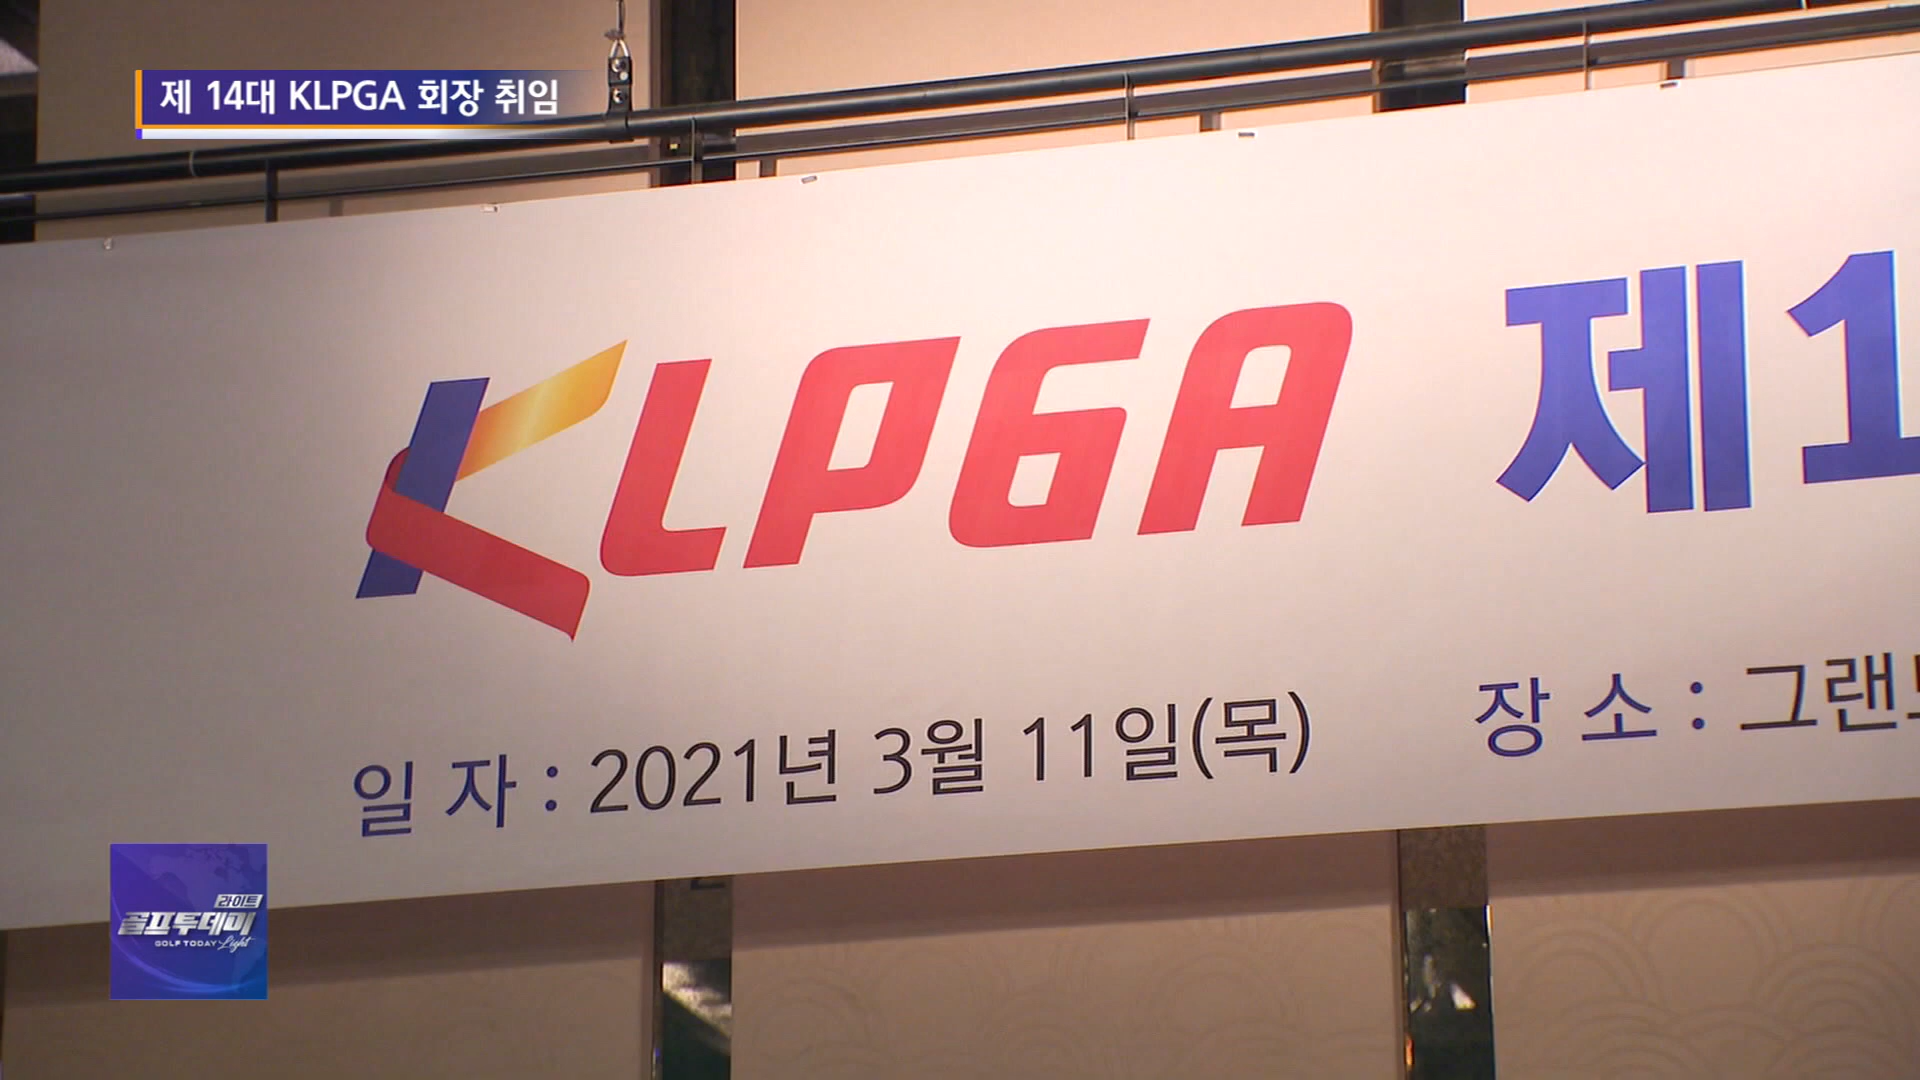 제 14대 KLPGA 회장 취임
KLPGA 제1
일 자 : 2021년 3월 11일(목)
장 소 : 그랜
라이트
골프투데이
GOLF TODAY Light